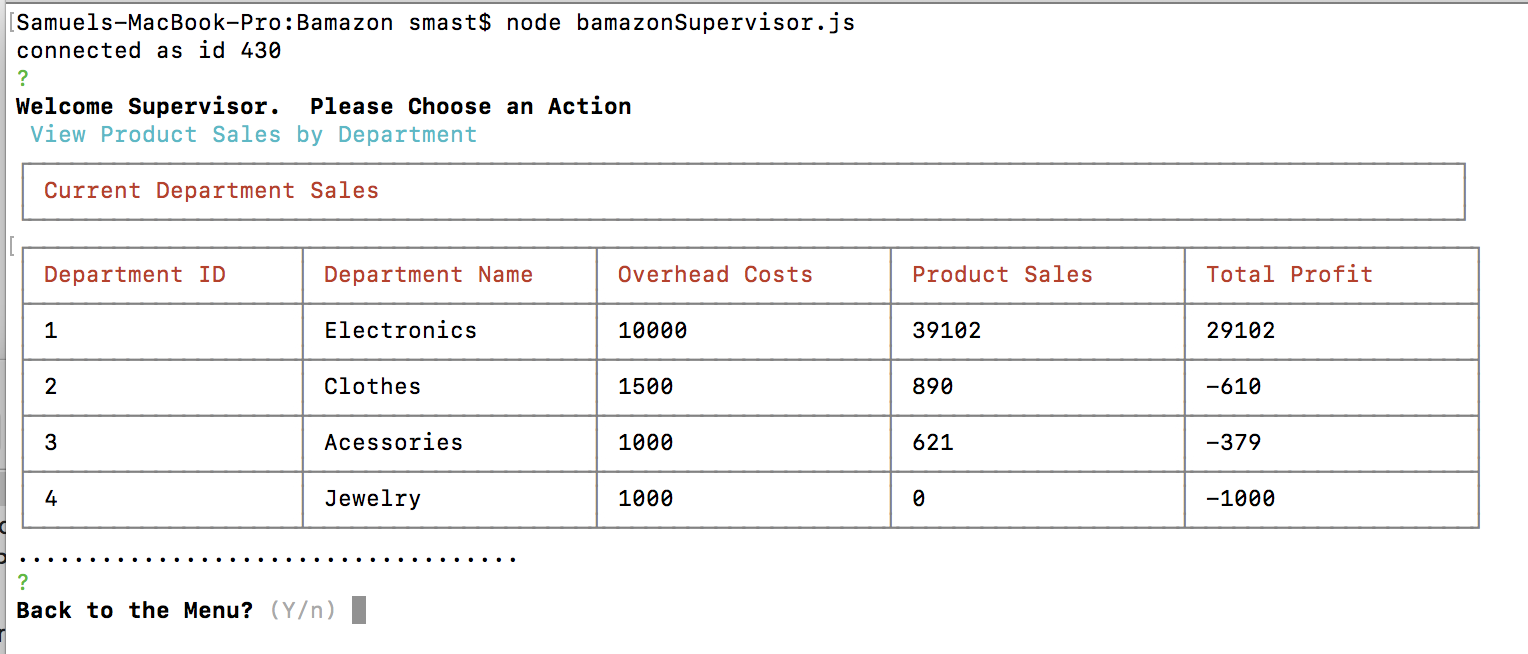 Samuels-MacBook-Pro:Bamazon smast$ node bamazonSupervisor.js
connected as id 430
?
Welcome Supervisor.  Please Choose an Action
View Product Sales by Department
Current Department Sales
Department ID Department Name Overhead Costs Product Sales Total Profit
1 Electronics 10000 39102 29102
2 Clothes 1500 890 -610
3 Acessories 1000 621 -379
4 Jewelry 1000 0 -1000
....................................
?
Back to the Menu? (Y/n)